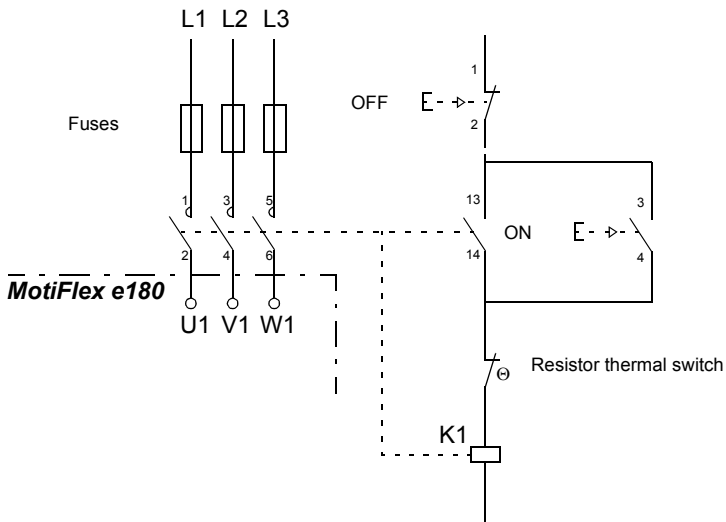 L1 L2 L3
1
OFF
Fuses
2
1 3 5
13
3
ON
2 4 6
14
4
MotiFlex e180
U1 V1 W1
Θ
Resistor thermal switch
K1